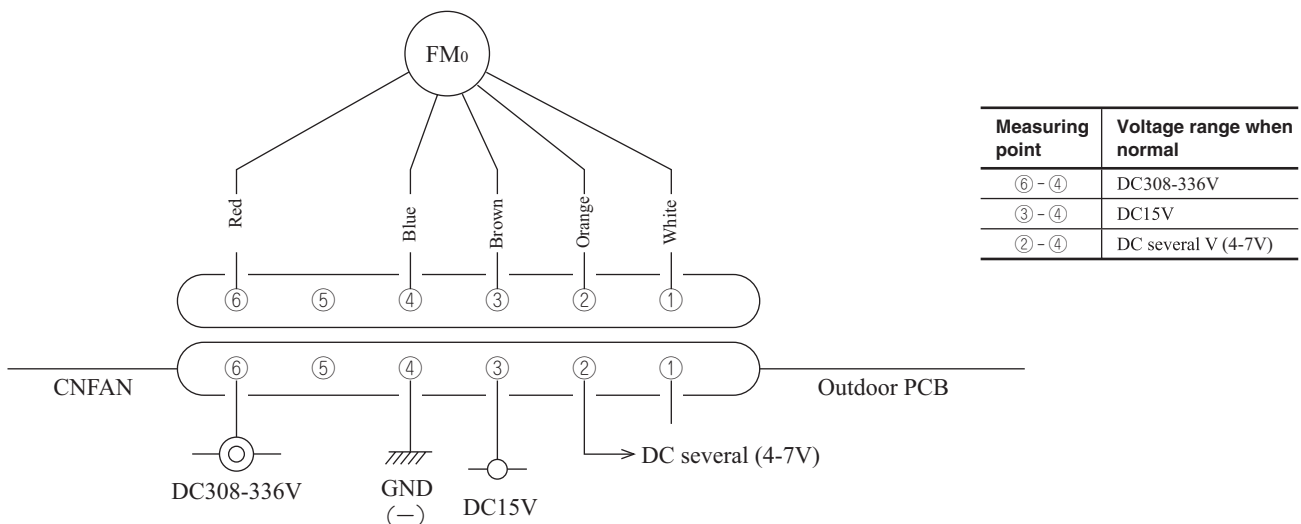 FM0
Red
Blue
Brown
Orange
White
⑥ ⑤ ④ ③ ② ①
⑥ ⑤ ④ ③ ② ①
CNFAN
Outdoor PCB
DC308-336V
GND
(－)
DC15V
DC several (4-7V)
Measuring point
Voltage range when normal
⑥ - ④ DC308-336V
③ - ④ DC15V
② - ④ DC several V (4-7V)